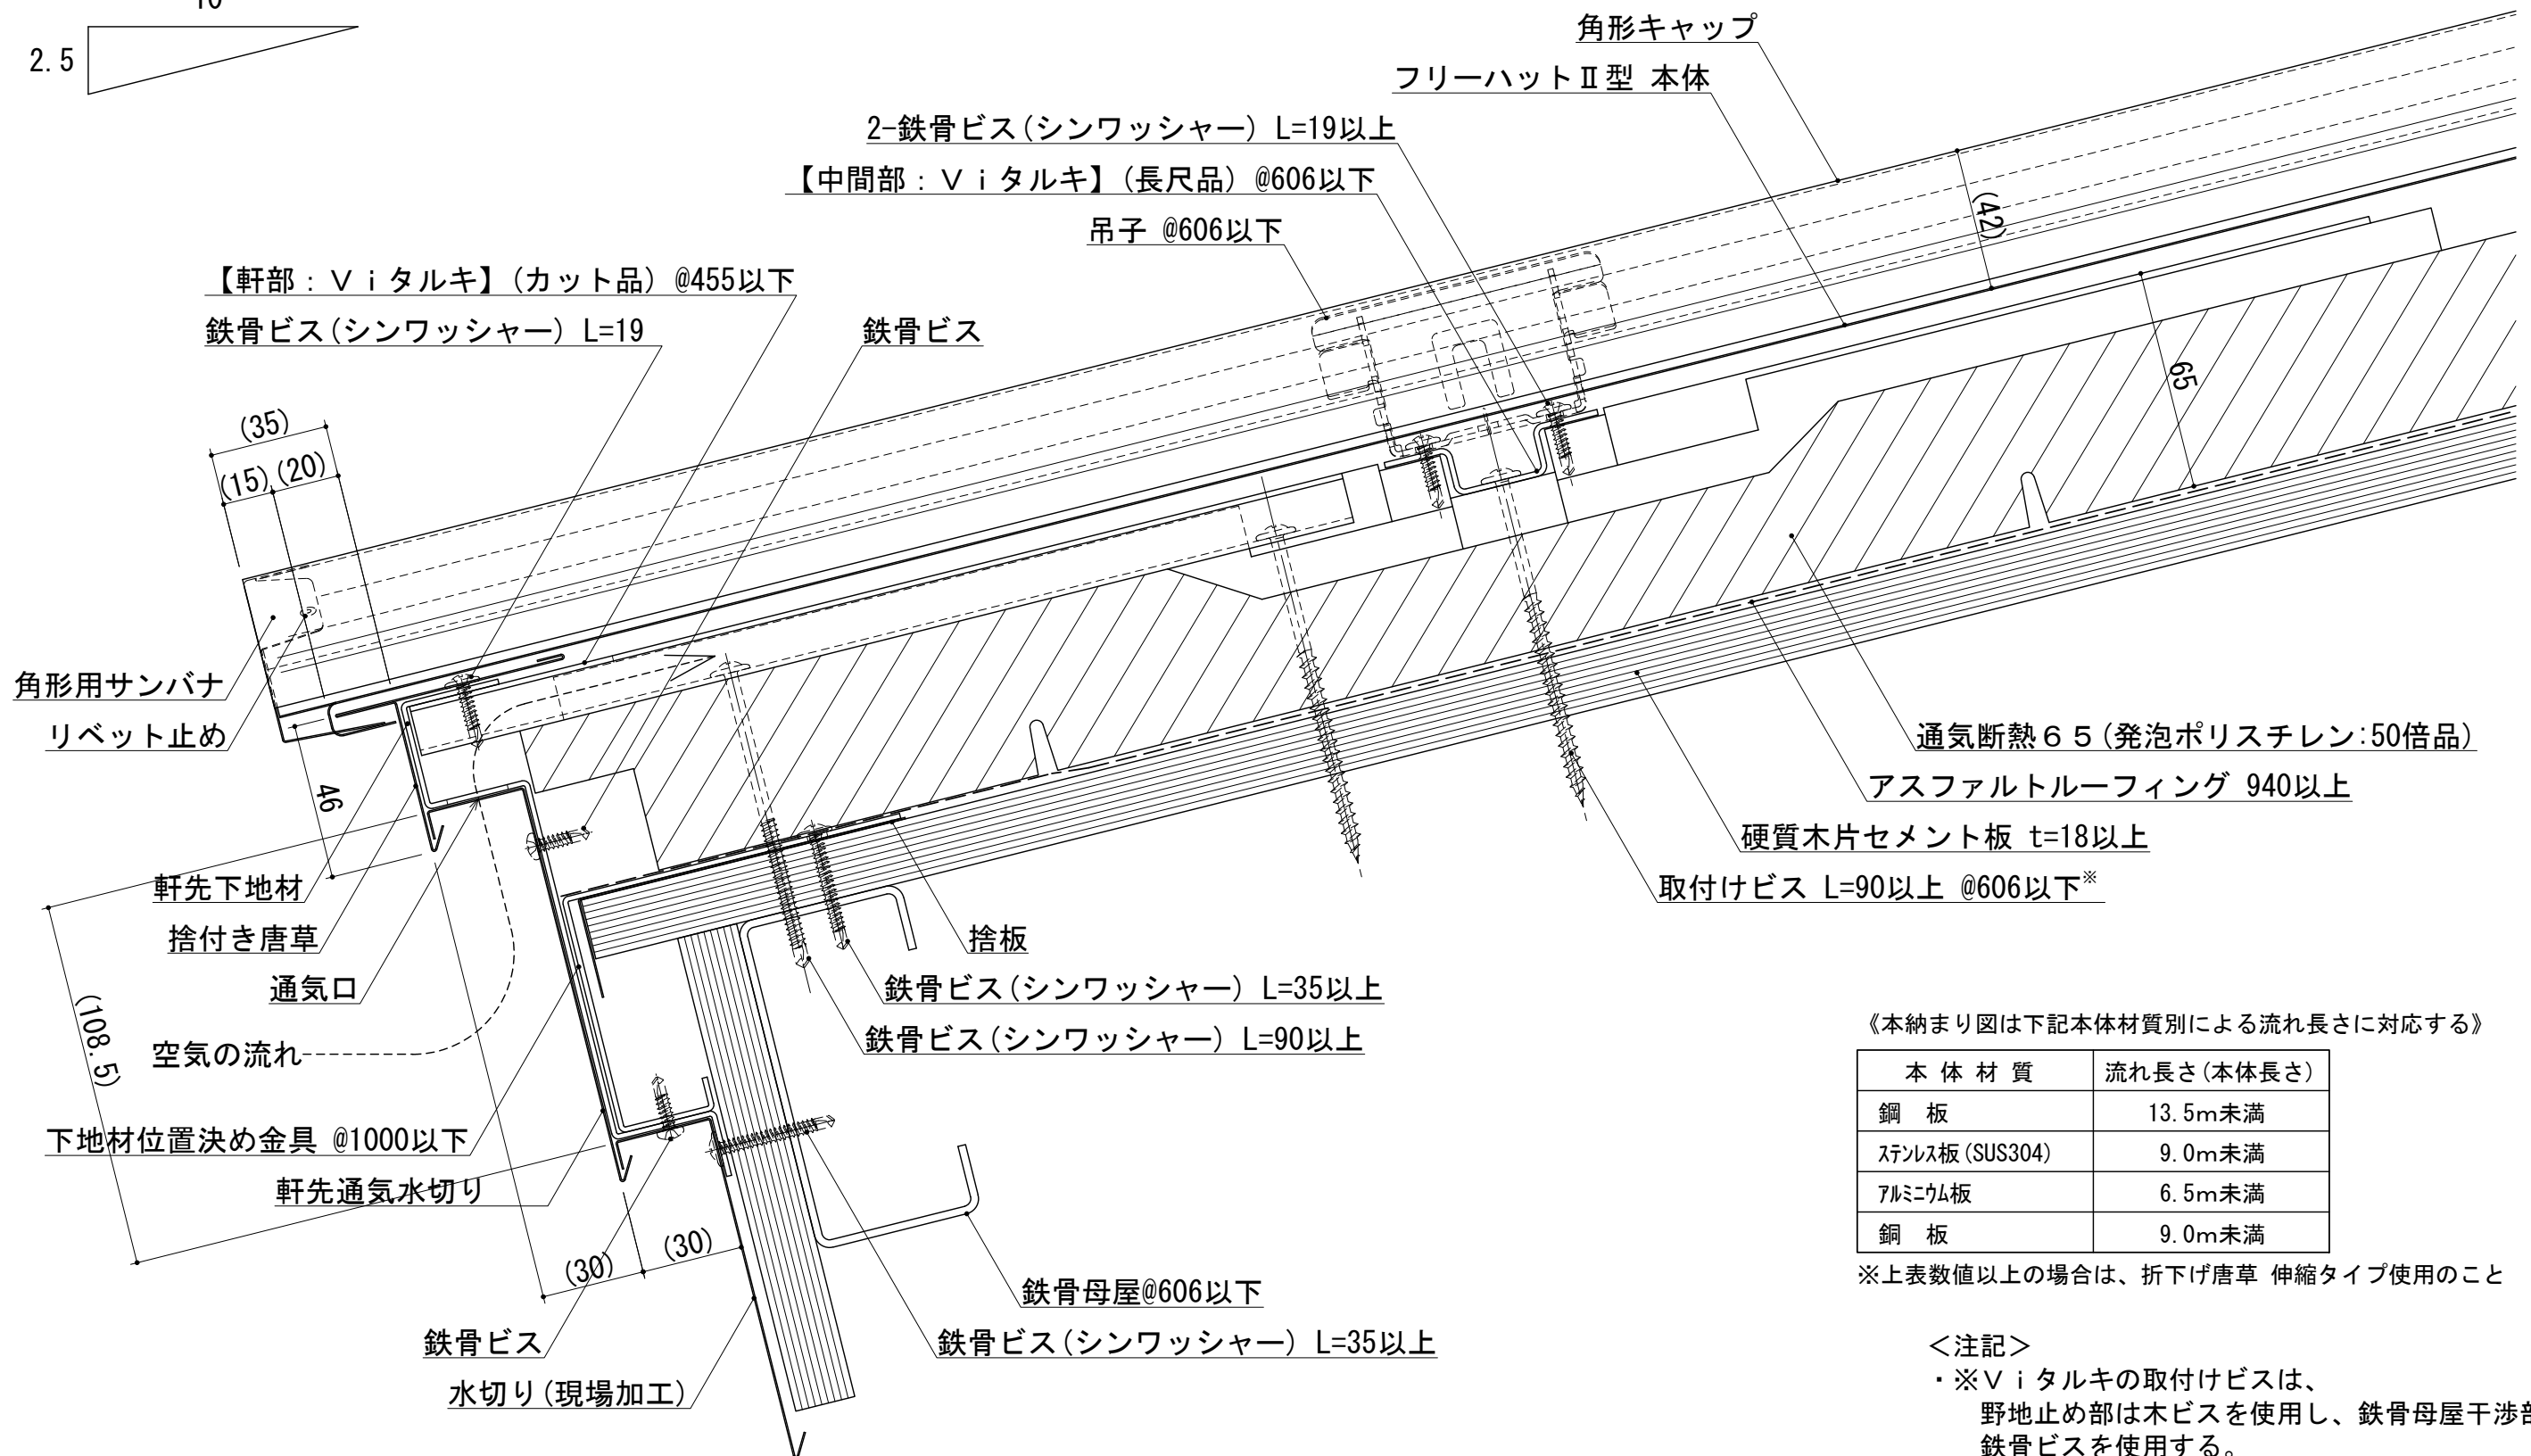 10
2.5
角形キャップ
フリーハットⅡ型 本体
2-鉄骨ビス(シンワッシャー) L=19以上
【中間部：Ｖｉタルキ】(長尺品) @606以下
吊子 @606以下
(42)
【軒部：Ｖｉタルキ】(カット品) @455以下
鉄骨ビス(シンワッシャー) L=19
鉄骨ビス
65
(35)
(15)
(20)
角形用サンバナ
リベット止め
46
通気断熱６５(発泡ポリスチレン:50倍品)
アスファルトルーフィング 940以上
硬質木片セメント板 t=18以上
取付けビス L=90以上 @606以下※
軒先下地材
捨付き唐草
通気口
空気の流れ
捨板
鉄骨ビス(シンワッシャー) L=35以上
鉄骨ビス(シンワッシャー) L=90以上
(108.5)
下地材位置決め金具 @1000以下
軒先通気水切り
(30)
(30)
鉄骨母屋@606以下
鉄骨ビス
鉄骨ビス(シンワッシャー) L=35以上
水切り(現場加工)
《本納まり図は下記本体材質別による流れ長さに対応する》
本 体 材 質 流れ長さ(本体長さ)
鋼 板 13.5ｍ未満
ｽﾃﾝﾚｽ板(SUS304) 9.0ｍ未満
ｱﾙﾐﾆｳﾑ板 6.5ｍ未満
銅 板 9.0ｍ未満
※上表数値以上の場合は、折下げ唐草 伸縮タイプ使用のこと
＜注記＞
・※Ｖｉタルキの取付けビスは、
野地止め部は木ビスを使用し、鉄骨母屋干渉部
鉄骨ビスを使用する。